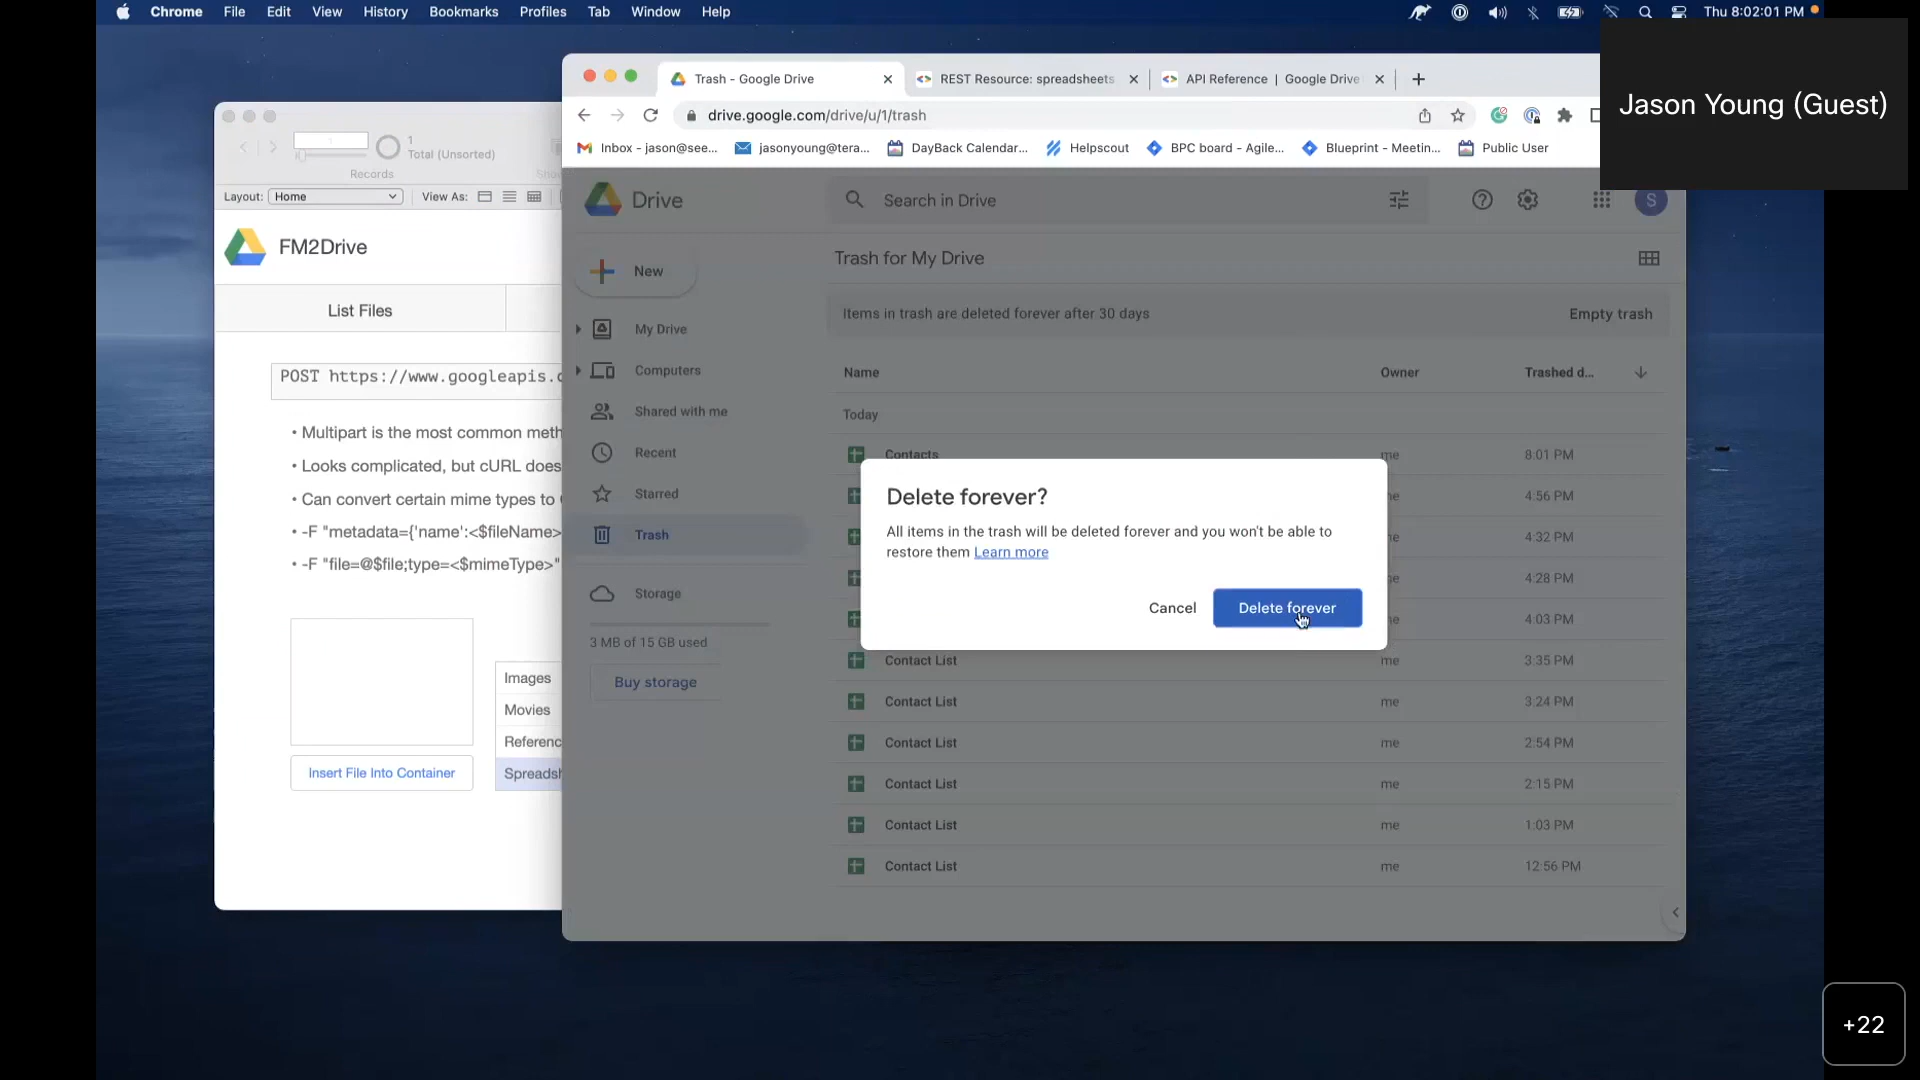 Chrome File Edit View History Bookmarks Profiles Tab Window Help
Thu 8:02:01 PM
Jason Young (Guest)
Trash - Google Drive
REST Resource: spreadsheets
API Reference | Google Drive
drive.google.com/drive/u/1/trash
Inbox - jason@see...
jasonyoung@tera...
DayBack Calendar...
Helpscout
BPC board - Agile...
Blueprint - Meetin...
Public User
1
1
Total (Unsorted)
Records
Layout: Home View As:
FM2Drive
List Files
POST https://www.googleapis.
• Multipart is the most common meth
• Looks complicated, but cURL does
• Can convert certain mime types to
• -F "metadata={'name':<$fileName>
• -F "file=@$file;type=<$mimeType>"
Insert File Into Container
Images
Movies
Referenc
Spreadsh
Drive
Search in Drive
S
New
My Drive
Computers
Shared with me
Recent
Starred
Trash
Storage
3 MB of 15 GB used
Buy storage
Trash for My Drive
Items in trash are deleted forever after 30 days
Empty trash
Name Owner Trashed d...
Today
Contacts me 8:01 PM
4:56 PM
4:32 PM
4:28 PM
4:03 PM
Contact List me 3:35 PM
Contact List me 3:24 PM
Contact List me 2:54 PM
Contact List me 2:15 PM
Contact List me 1:03 PM
Contact List me 12:56 PM
Delete forever?
All items in the trash will be deleted forever and you won't be able to
restore them Learn more
Cancel
Delete forever
+22